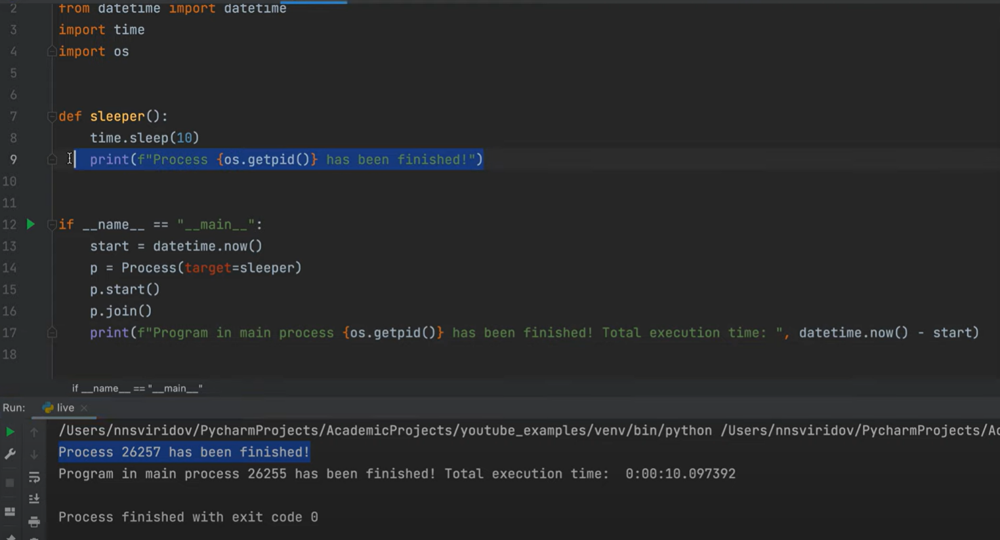 2 from datetime import datetime
3 import time
4 import os
5
6
7 def sleeper():
8 time.sleep(10)
9 print(f"Process {os.getpid()} has been finished!")
10
11
12 if __name__ == "__main__":
13 start = datetime.now()
14 p = Process(target=sleeper)
15 p.start()
16 p.join()
17 print(f"Program in main process {os.getpid()} has been finished! Total execution time: ", datetime.now() - start)
18
if __name__ == "__main__"
Run: live
/Users/nnsviridov/PycharmProjects/AcademicProjects/youtube_examples/venv/bin/python /Users/nnsviridov/PycharmProjects/Ac
Process 26257 has been finished!
Program in main process 26255 has been finished! Total execution time:  0:00:10.097392
Process finished with exit code 0